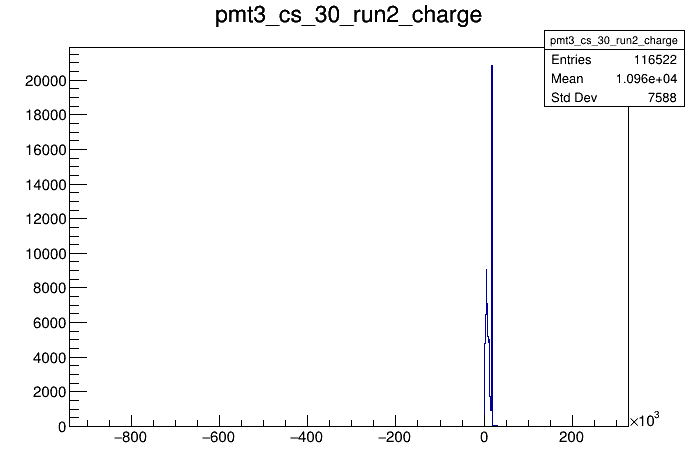 pmt3_cs_30_run2_charge
pmt3_cs_30_run2_charge
Entries 116522
Mean 1.096e+04
Std Dev 7588
20000
18000
16000
14000
12000
10000
8000
6000
4000
2000
0
−800 −600 −400 −200 0 200
×10³